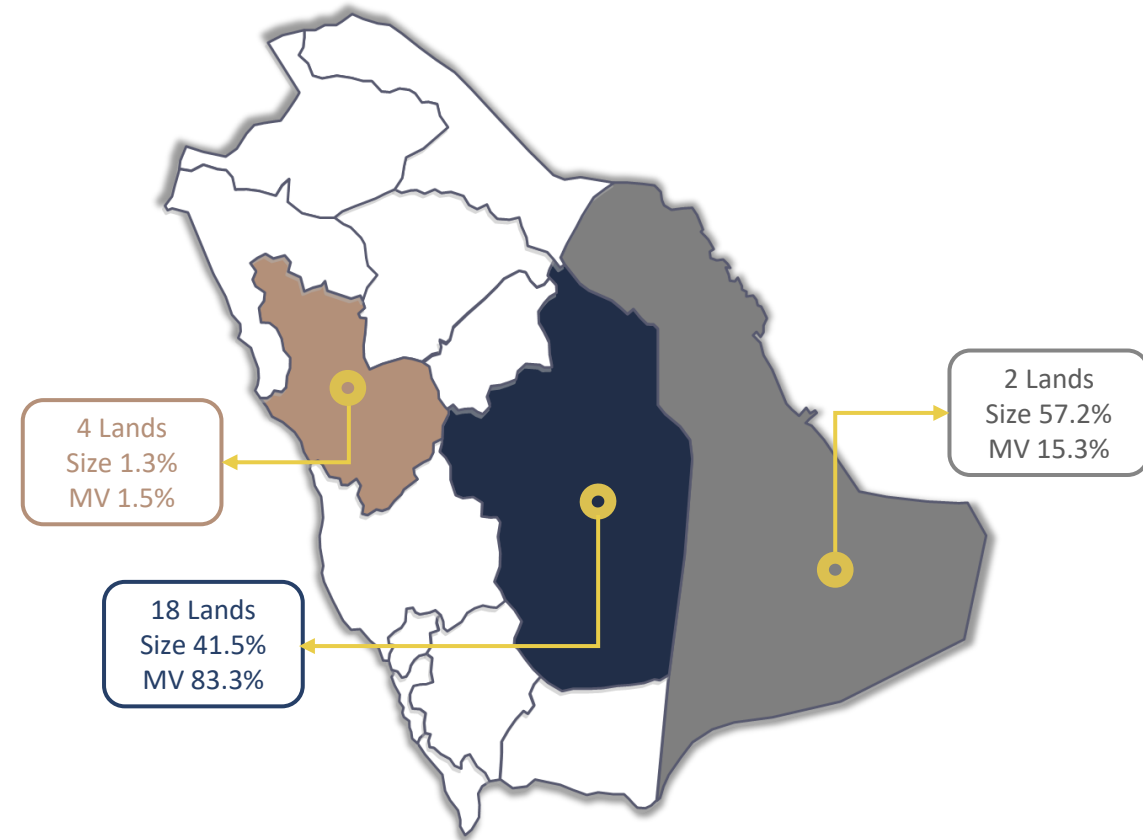 2 Lands
Size 57.2%
MV 15.3%
4 Lands
Size 1.3%
MV 1.5%
18 Lands
Size 41.5%
MV 83.3%